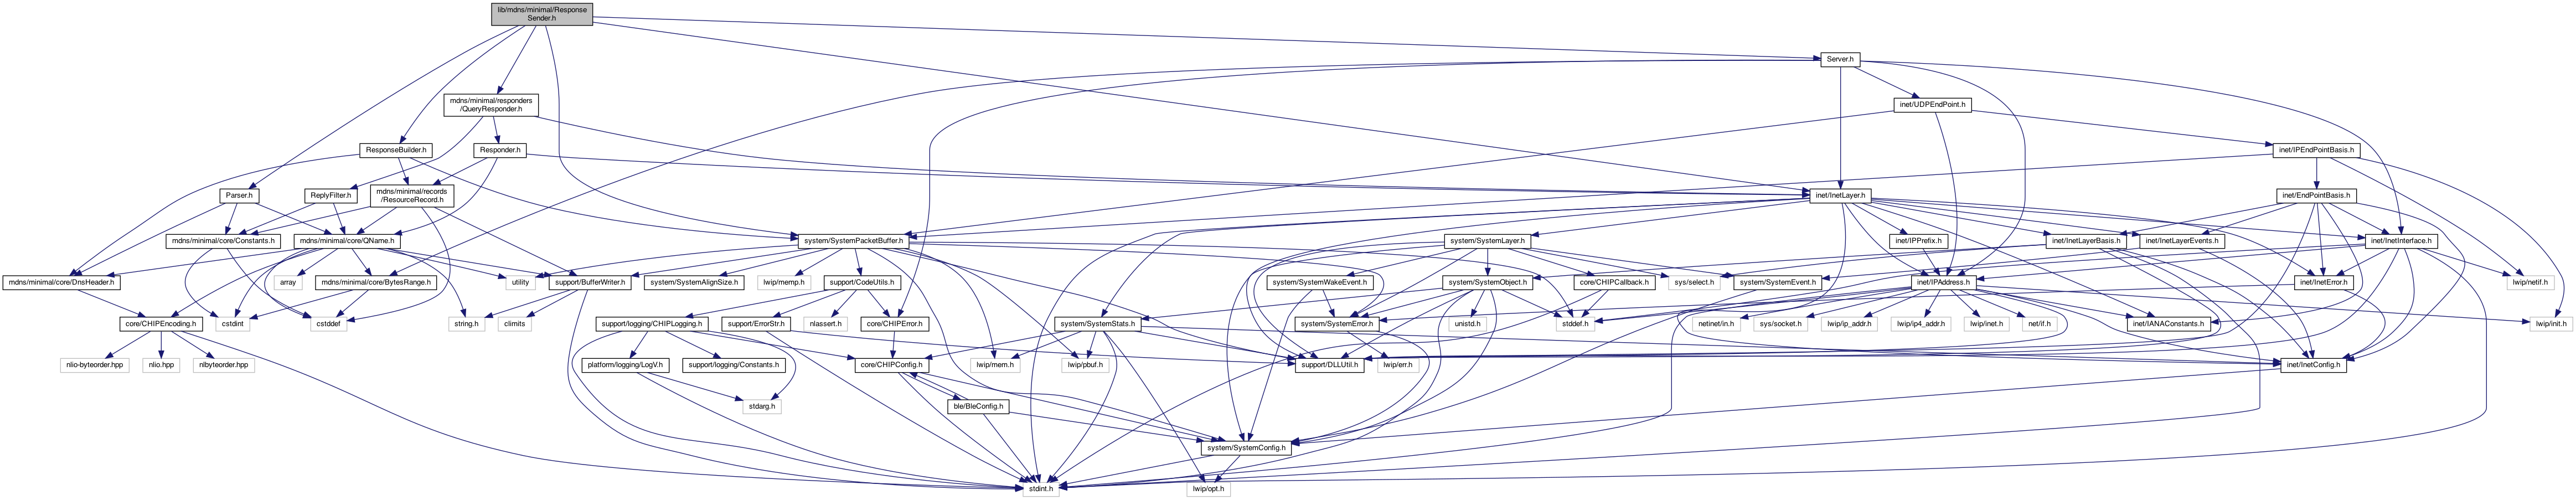 lib/mdns/minimal/Response
Sender.h
Server.h
mdns/minimal/responders
/QueryResponder.h
inet/UDPEndPoint.h
ResponseBuilder.h
Responder.h
inet/IPEndPointBasis.h
Parser.h
ReplyFilter.h
mdns/minimal/records
/ResourceRecord.h
inet/InetLayer.h
inet/EndPointBasis.h
mdns/minimal/core/Constants.h
mdns/minimal/core/QName.h
system/SystemPacketBuffer.h
system/SystemLayer.h
inet/IPPrefix.h
inet/InetLayerBasis.h
inet/InetLayerEvents.h
inet/InetInterface.h
mdns/minimal/core/DnsHeader.h
array
mdns/minimal/core/BytesRange.h
utility
support/BufferWriter.h
system/SystemAlignSize.h
lwip/memp.h
support/CodeUtils.h
system/SystemWakeEvent.h
system/SystemObject.h
core/CHIPCallback.h
sys/select.h
system/SystemEvent.h
inet/IPAddress.h
inet/InetError.h
lwip/netif.h
core/CHIPEncoding.h
cstdint
cstddef
string.h
climits
support/logging/CHIPLogging.h
support/ErrorStr.h
nlassert.h
core/CHIPError.h
system/SystemStats.h
system/SystemError.h
unistd.h
stddef.h
netinet/in.h
sys/socket.h
lwip/ip_addr.h
lwip/ip4_addr.h
lwip/inet.h
net/if.h
inet/IANAConstants.h
lwip/init.h
nlio-byteorder.hpp
nlio.hpp
nlbyteorder.hpp
platform/logging/LogV.h
support/logging/Constants.h
core/CHIPConfig.h
lwip/mem.h
lwip/pbuf.h
support/DLLUtil.h
lwip/err.h
inet/InetConfig.h
stdarg.h
ble/BleConfig.h
system/SystemConfig.h
stdint.h
lwip/opt.h